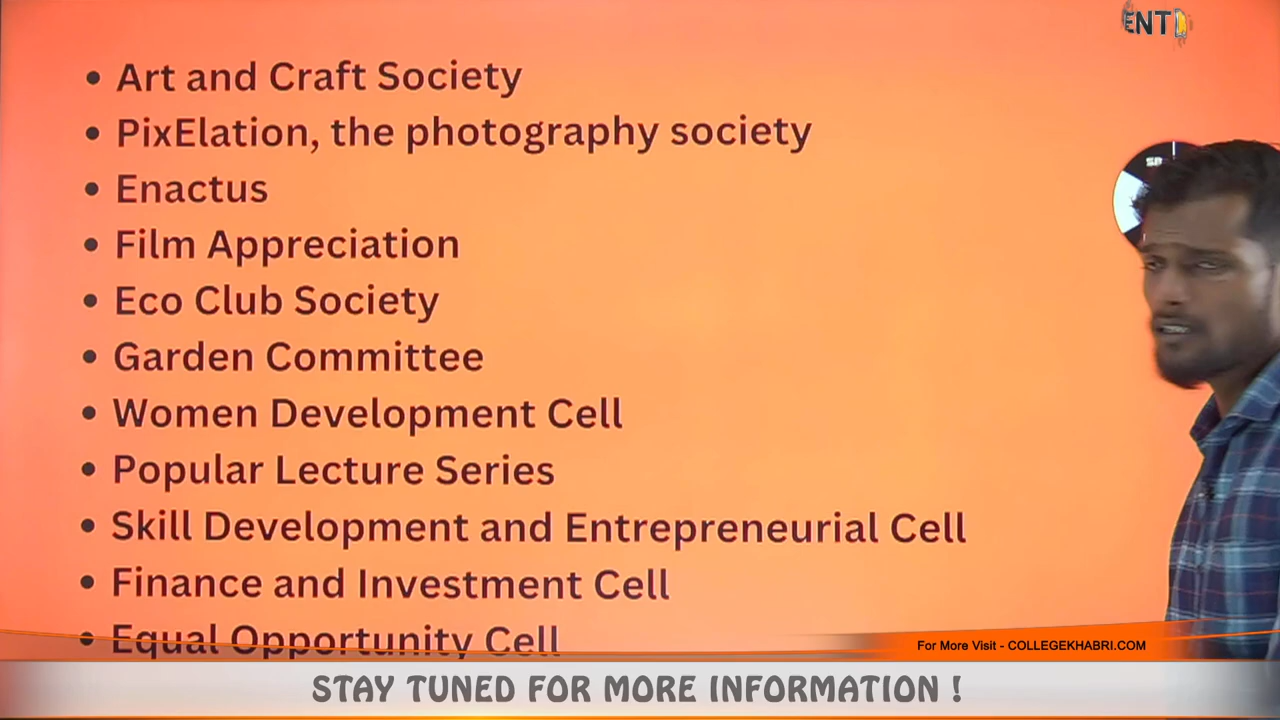 ENT
• Art and Craft Society
• PixElation, the photography society
• Enactus
• Film Appreciation
• Eco Club Society
• Garden Committee
• Women Development Cell
• Popular Lecture Series
• Skill Development and Entrepreneurial Cell
• Finance and Investment Cell
• Equal Opportunity Cell
For More Visit - COLLEGEKHABRI.COM
STAY TUNED FOR MORE INFORMATION !